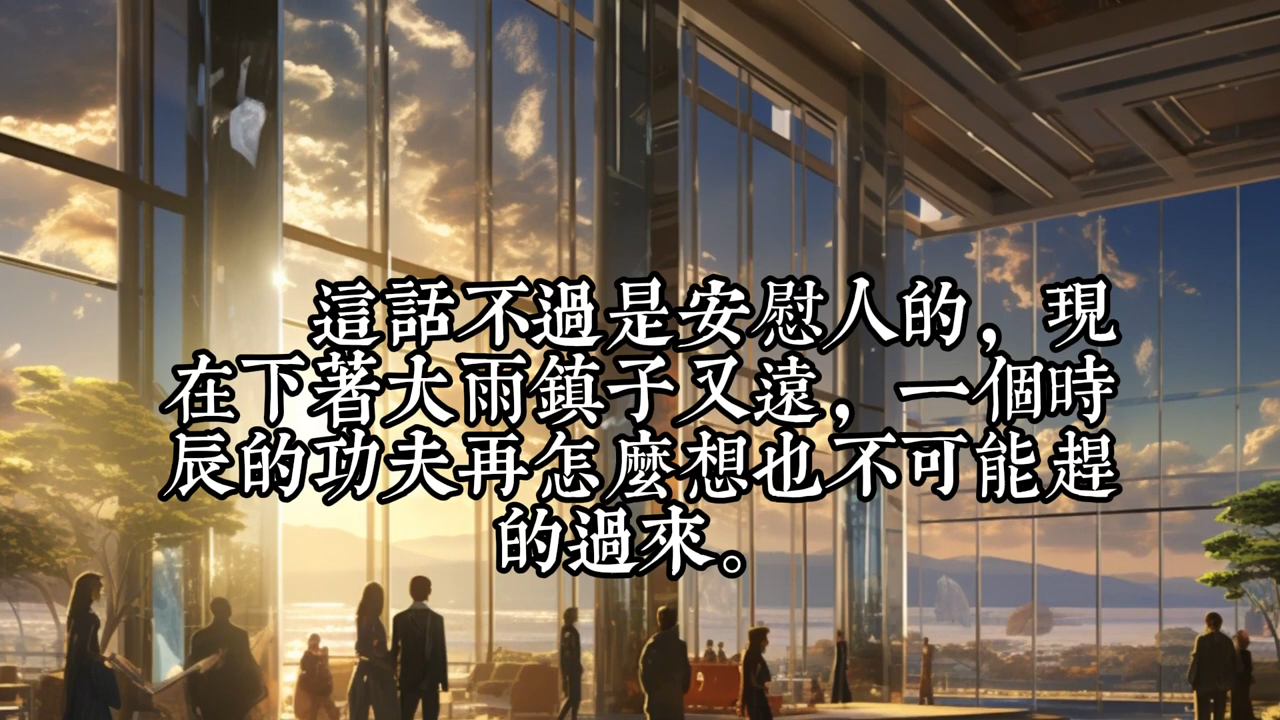 這話不過是安慰人的，現
在下著大雨鎮子又遠，一個時
辰的功夫再怎麼想也不可能趕
的過來。